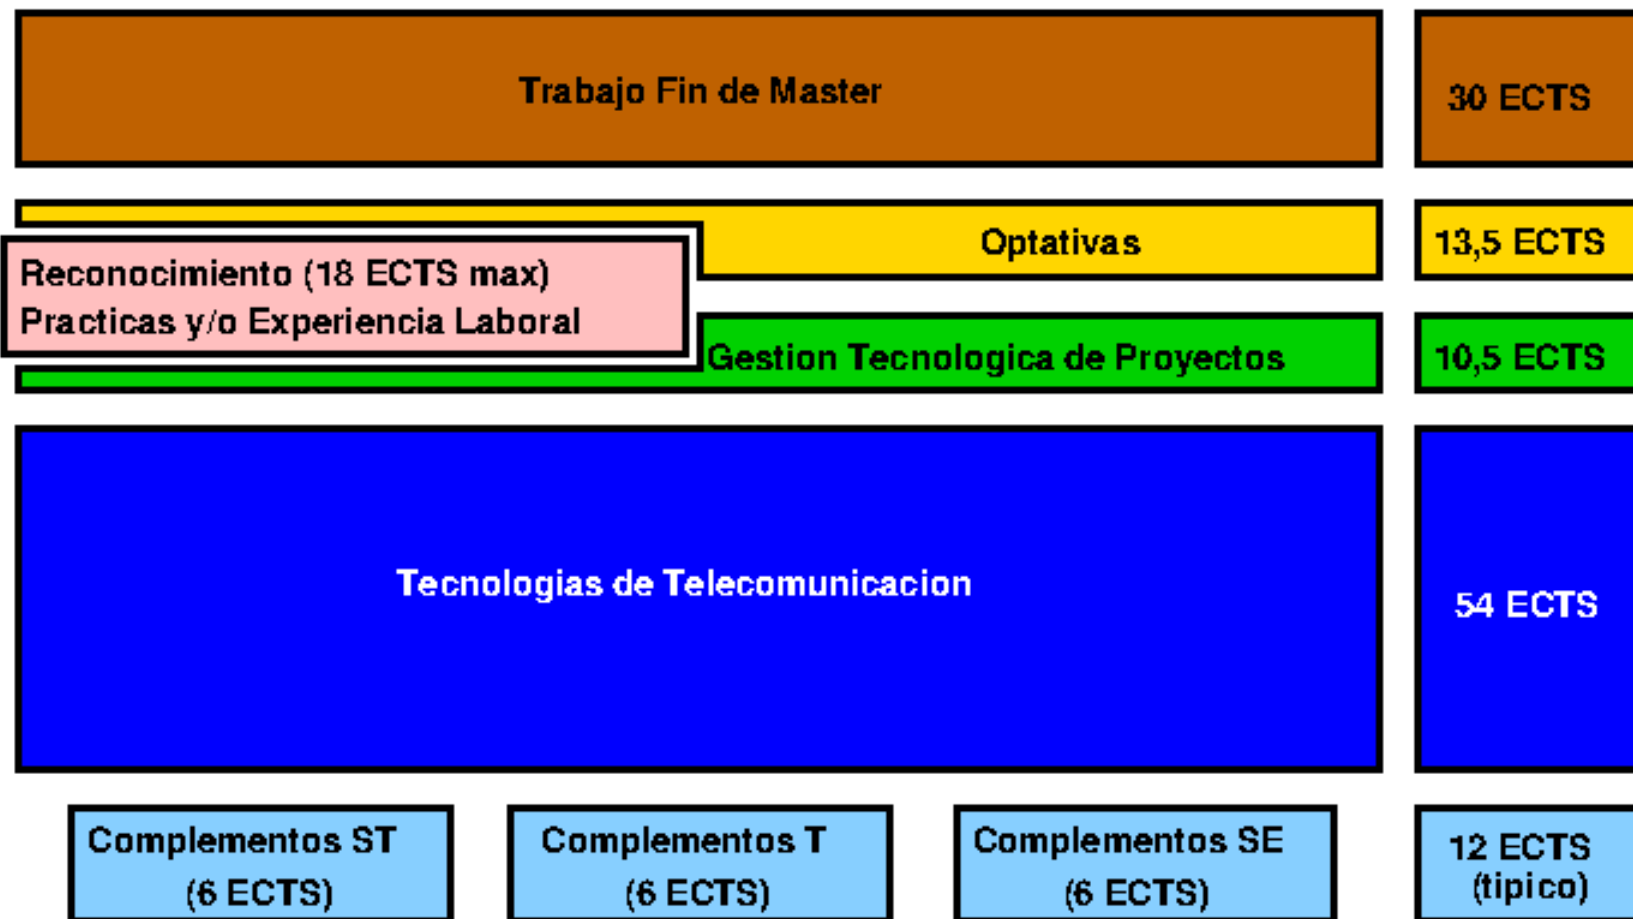 Trabajo Fin de Master
30 ECTS
Optativas
13,5 ECTS
Reconocimiento (18 ECTS max)
Practicas y/o Experiencia Laboral
Gestion Tecnologica de Proyectos
10,5 ECTS
Tecnologias de Telecomunicacion
54 ECTS
Complementos ST
(6 ECTS)
Complementos T
(6 ECTS)
Complementos SE
(6 ECTS)
12 ECTS
(tipico)